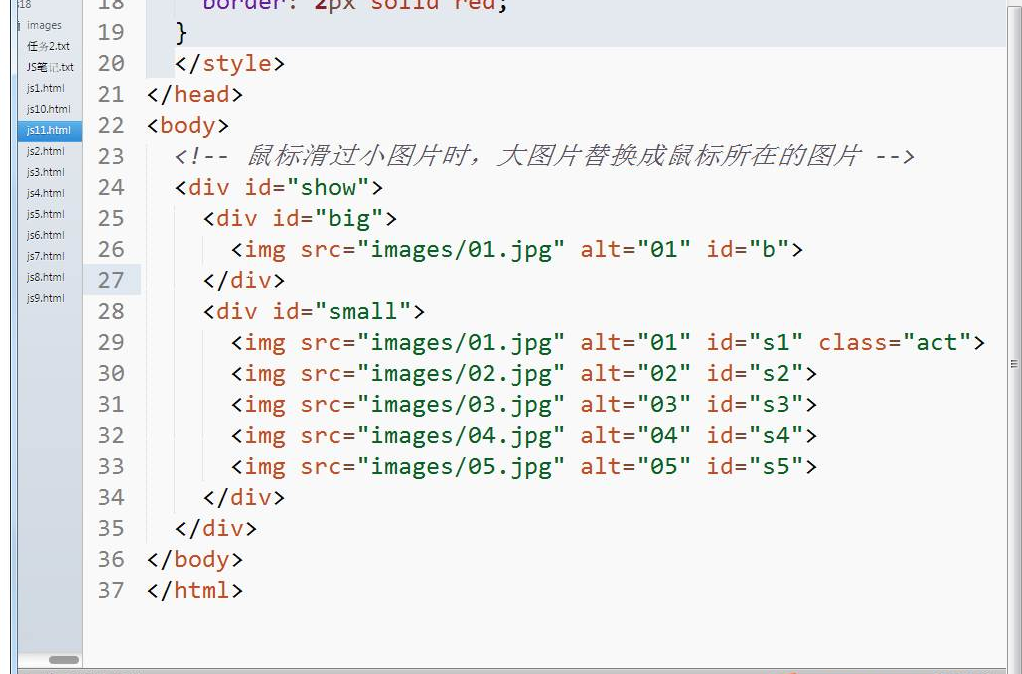 images
任务2.txt
JS笔记.txt
js1.html
js10.html
js11.html
js2.html
js3.html
js4.html
js5.html
js6.html
js7.html
js8.html
js9.html
18 border: 2px solid red;
19 }
20 </style>
21 </head>
22 <body>
23 <!-- 鼠标滑过小图片时，大图片替换成鼠标所在的图片 -->
24 <div id="show">
25 <div id="big">
26 <img src="images/01.jpg" alt="01" id="b">
27 </div>
28 <div id="small">
29 <img src="images/01.jpg" alt="01" id="s1" class="act">
30 <img src="images/02.jpg" alt="02" id="s2">
31 <img src="images/03.jpg" alt="03" id="s3">
32 <img src="images/04.jpg" alt="04" id="s4">
33 <img src="images/05.jpg" alt="05" id="s5">
34 </div>
35 </div>
36 </body>
37 </html>